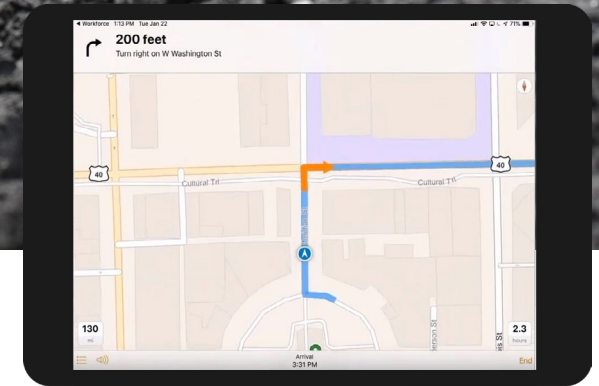 ◀ Workforce 1:13 PM Tue Jan 22
71%
200 feet
Turn right on W Washington St
40
40
Cultural Trl
Cultural Trl
130
mi
2.3
hours
Arrival
3:31 PM
End